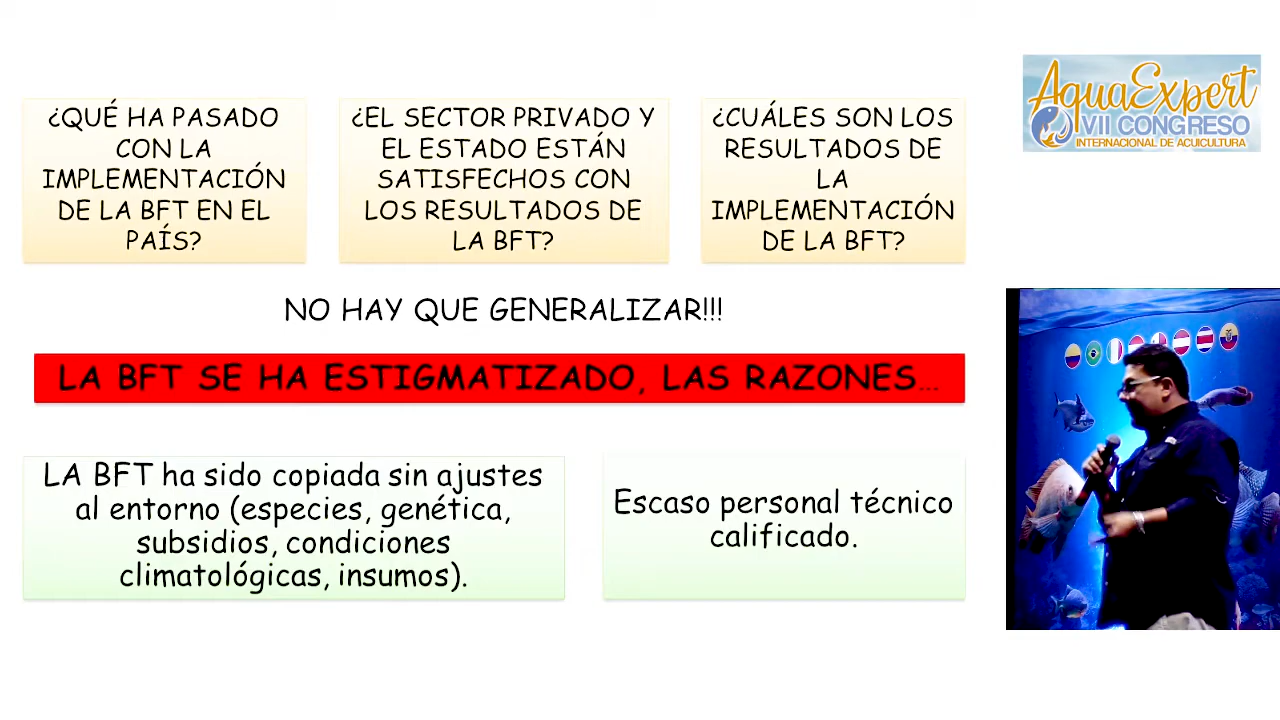 ¿QUÉ HA PASADO
CON LA
IMPLEMENTACIÓN
DE LA BFT EN EL
PAÍS?
¿EL SECTOR PRIVADO Y
EL ESTADO ESTÁN
SATISFECHOS CON
LOS RESULTADOS DE
LA BFT?
¿CUÁLES SON LOS
RESULTADOS DE
LA
IMPLEMENTACIÓN
DE LA BFT?
AquaExpert
VII CONGRESO
INTERNACIONAL DE ACUICULTURA
NO HAY QUE GENERALIZAR!!!
LA BFT SE HA ESTIGMATIZADO, LAS RAZONES...
LA BFT ha sido copiada sin ajustes
al entorno (especies, genética,
subsidios, condiciones
climatológicas, insumos).
Escaso personal técnico
calificado.